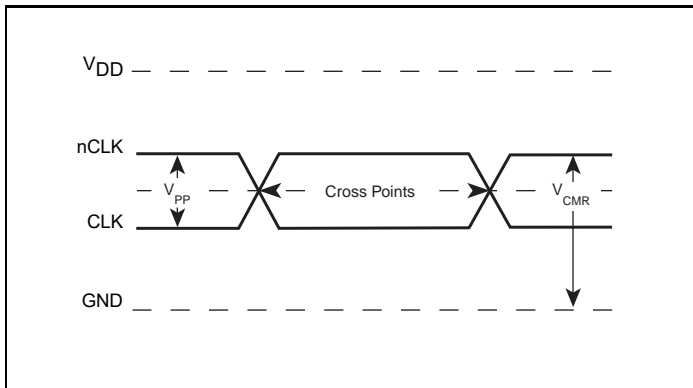 VDD
nCLK
VPP
Cross Points
VCMR
CLK
GND